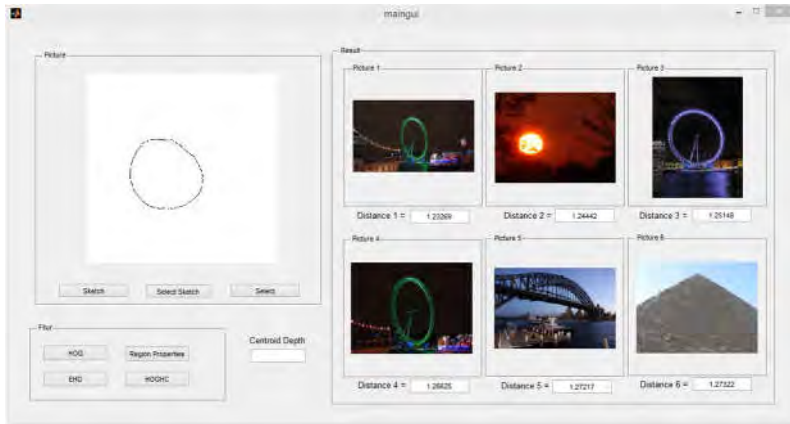 maingui
Picture
Result
Picture 1
Picture 2
Picture 3
Distance 1 = 1.23269
Distance 2 = 1.24442
Distance 3 = 1.25148
Picture 4
Picture 5
Picture 6
Sketch
Select Sketch
Select
Filter
HOG
Region Properties
EHD
HOGHC
Centroid Depth
Distance 4 = 1.26625
Distance 5 = 1.27217
Distance 6 = 1.27322